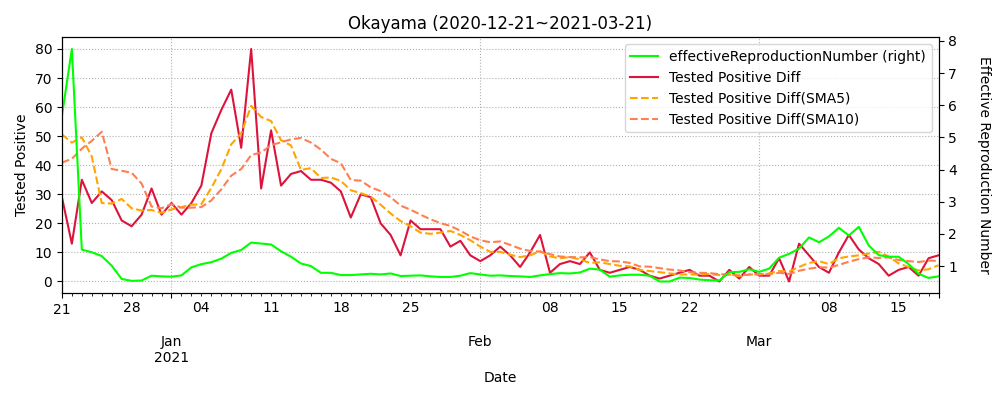 Okayama (2020-12-21~2021-03-21)
effectiveReproductionNumber (right)
Tested Positive Diff
Tested Positive Diff(SMA5)
Tested Positive Diff(SMA10)
Tested Positive
80
70
60
50
40
30
20
10
0
8
7
6
5
4
3
2
1
Effective Reproduction Number
21 28 04 11 18 25 08 15 22 08 15
Jan Feb Mar
2021
Date